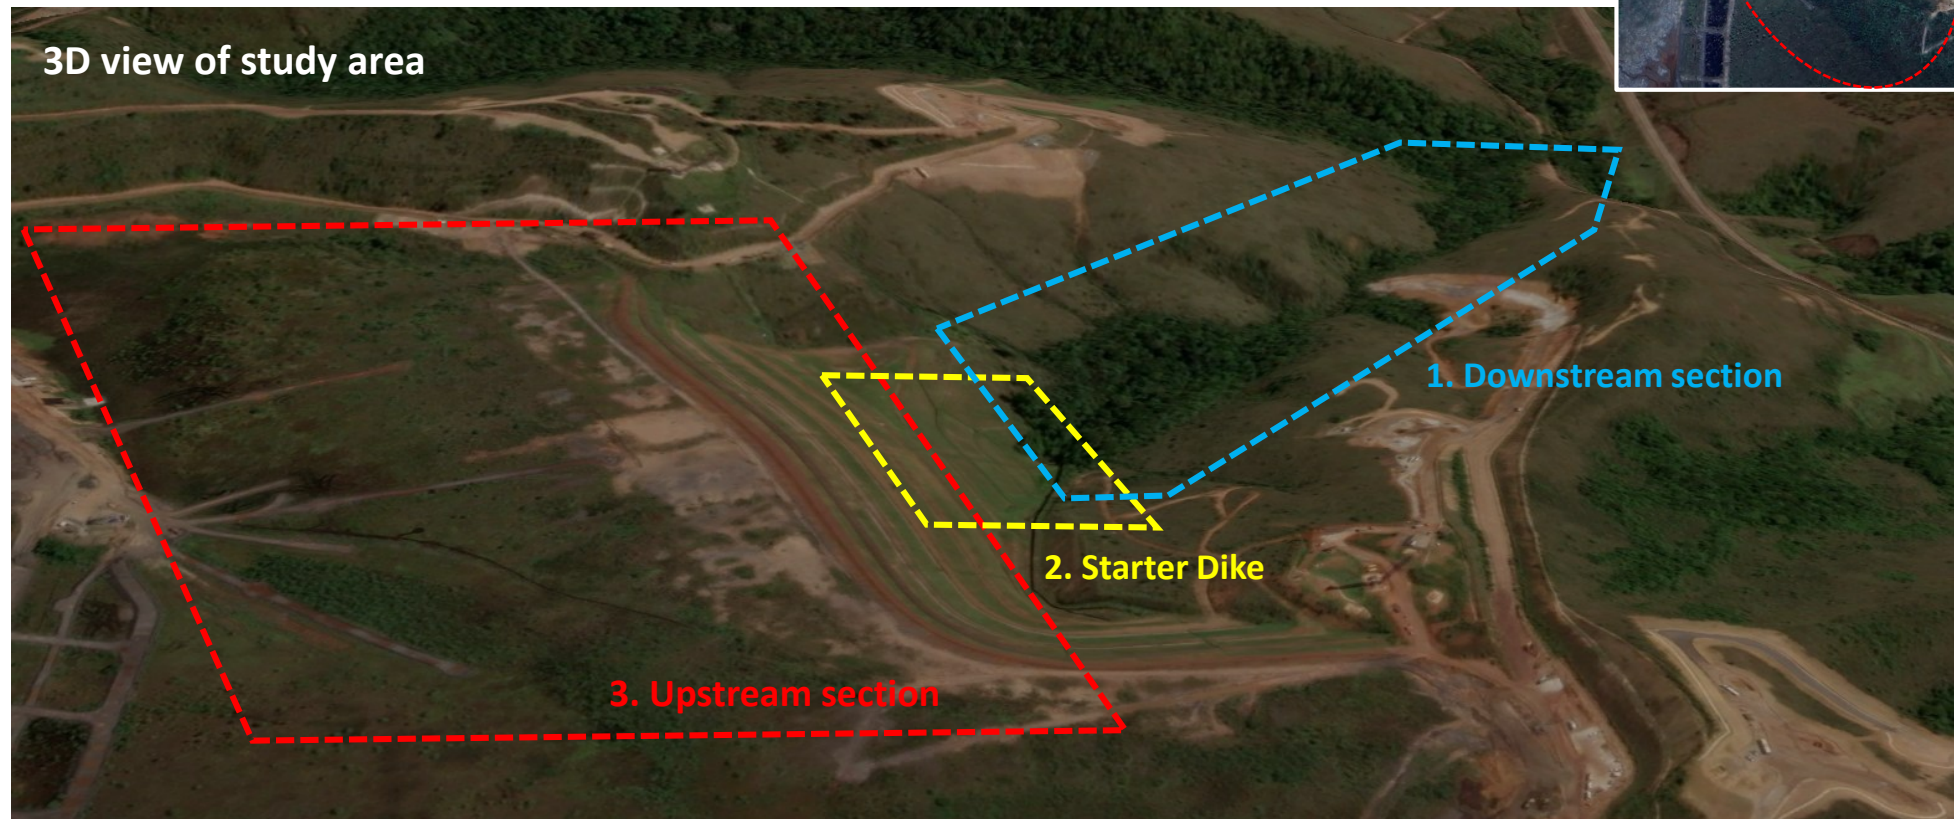 3D view of study area
1. Downstream section
2. Starter Dike
3. Upstream section